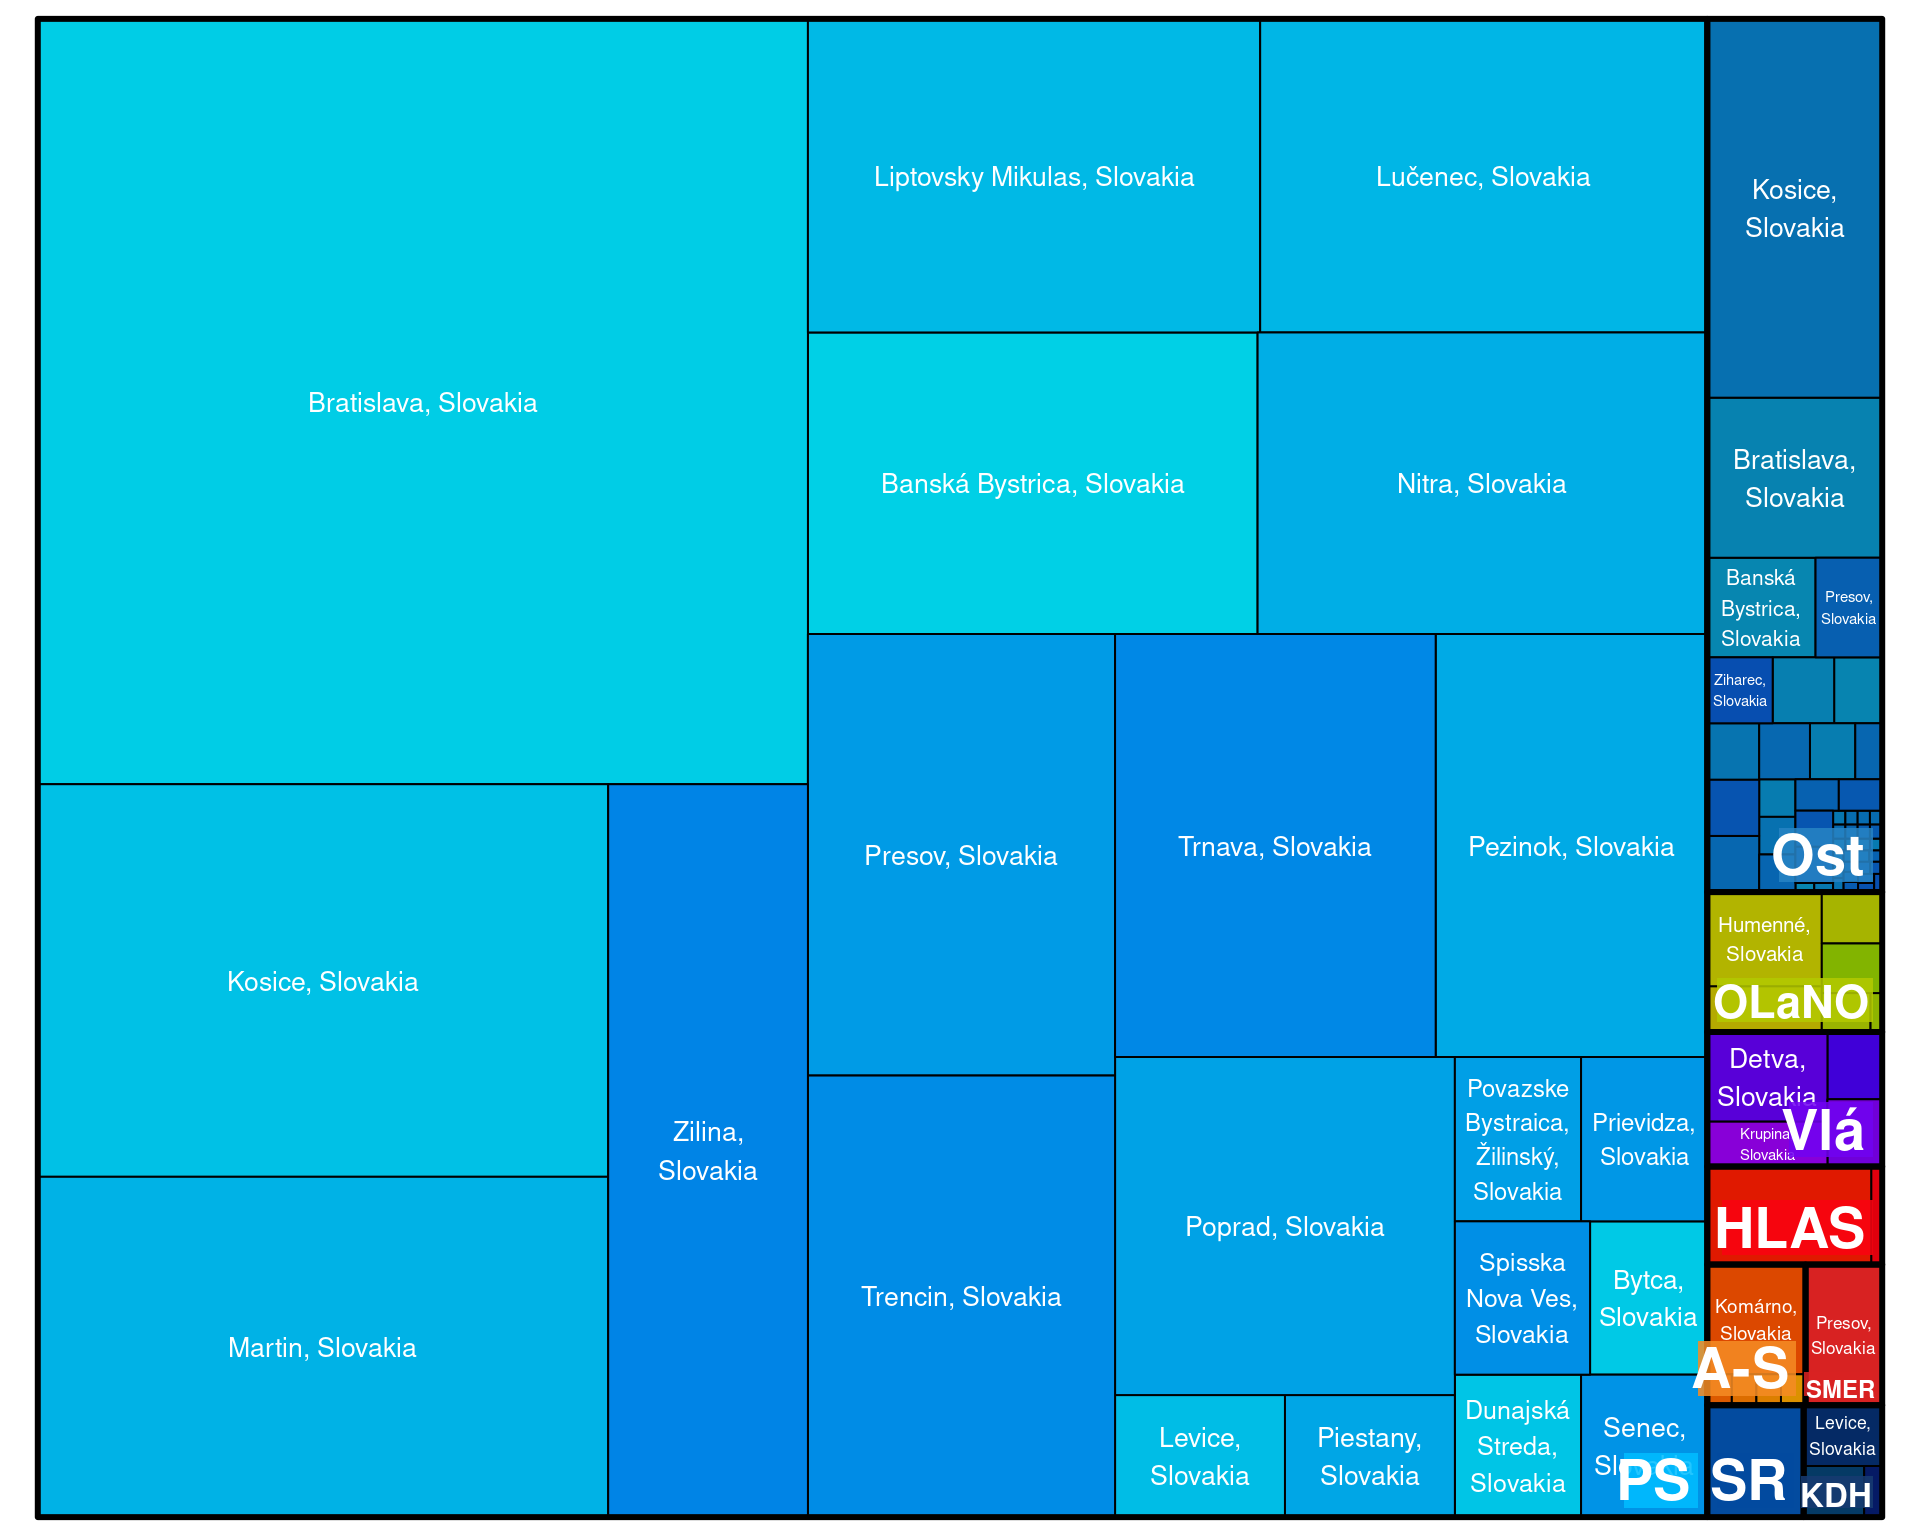 Bratislava, Slovakia
Kosice, Slovakia
Martin, Slovakia
Zilina,
Slovakia
Liptovsky Mikulas, Slovakia
Lučenec, Slovakia
Banská Bystrica, Slovakia
Nitra, Slovakia
Presov, Slovakia
Trencin, Slovakia
Trnava, Slovakia
Pezinok, Slovakia
Poprad, Slovakia
Levice,
Slovakia
Piestany,
Slovakia
Povazske
Bystraica,
Žilinský,
Slovakia
Prievidza,
Slovakia
Spisska
Nova Ves,
Slovakia
Bytca,
Slovakia
Dunajská
Streda,
Slovakia
Senec,
Slovakia
PS
Kosice,
Slovakia
Bratislava,
Slovakia
Banská
Bystrica,
Slovakia
Presov,
Slovakia
Ziharec,
Slovakia
Ost
Humenné,
Slovakia
OLaNO
Detva,
Slovakia
Krupina
Slovakia
Vlá
HLAS
Komárno,
Slovakia
A-S
Presov,
Slovakia
SMER
SR
Levice,
Slovakia
KDH